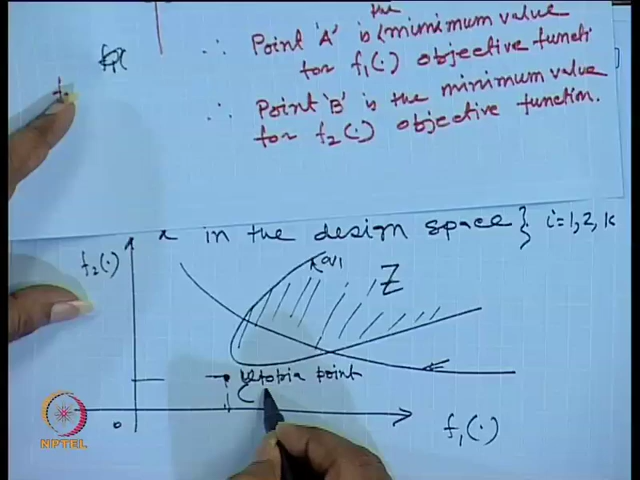 the
∴ Point 'A' is minimum value
for f₁(·) objective functi
∴ Point 'B' is the minimum value
for f₂(·) objective function.
x in the design space } i=1, 2, k
f₂(·)
Z
Utopia point
(
0
f₁(·)
NPTEL